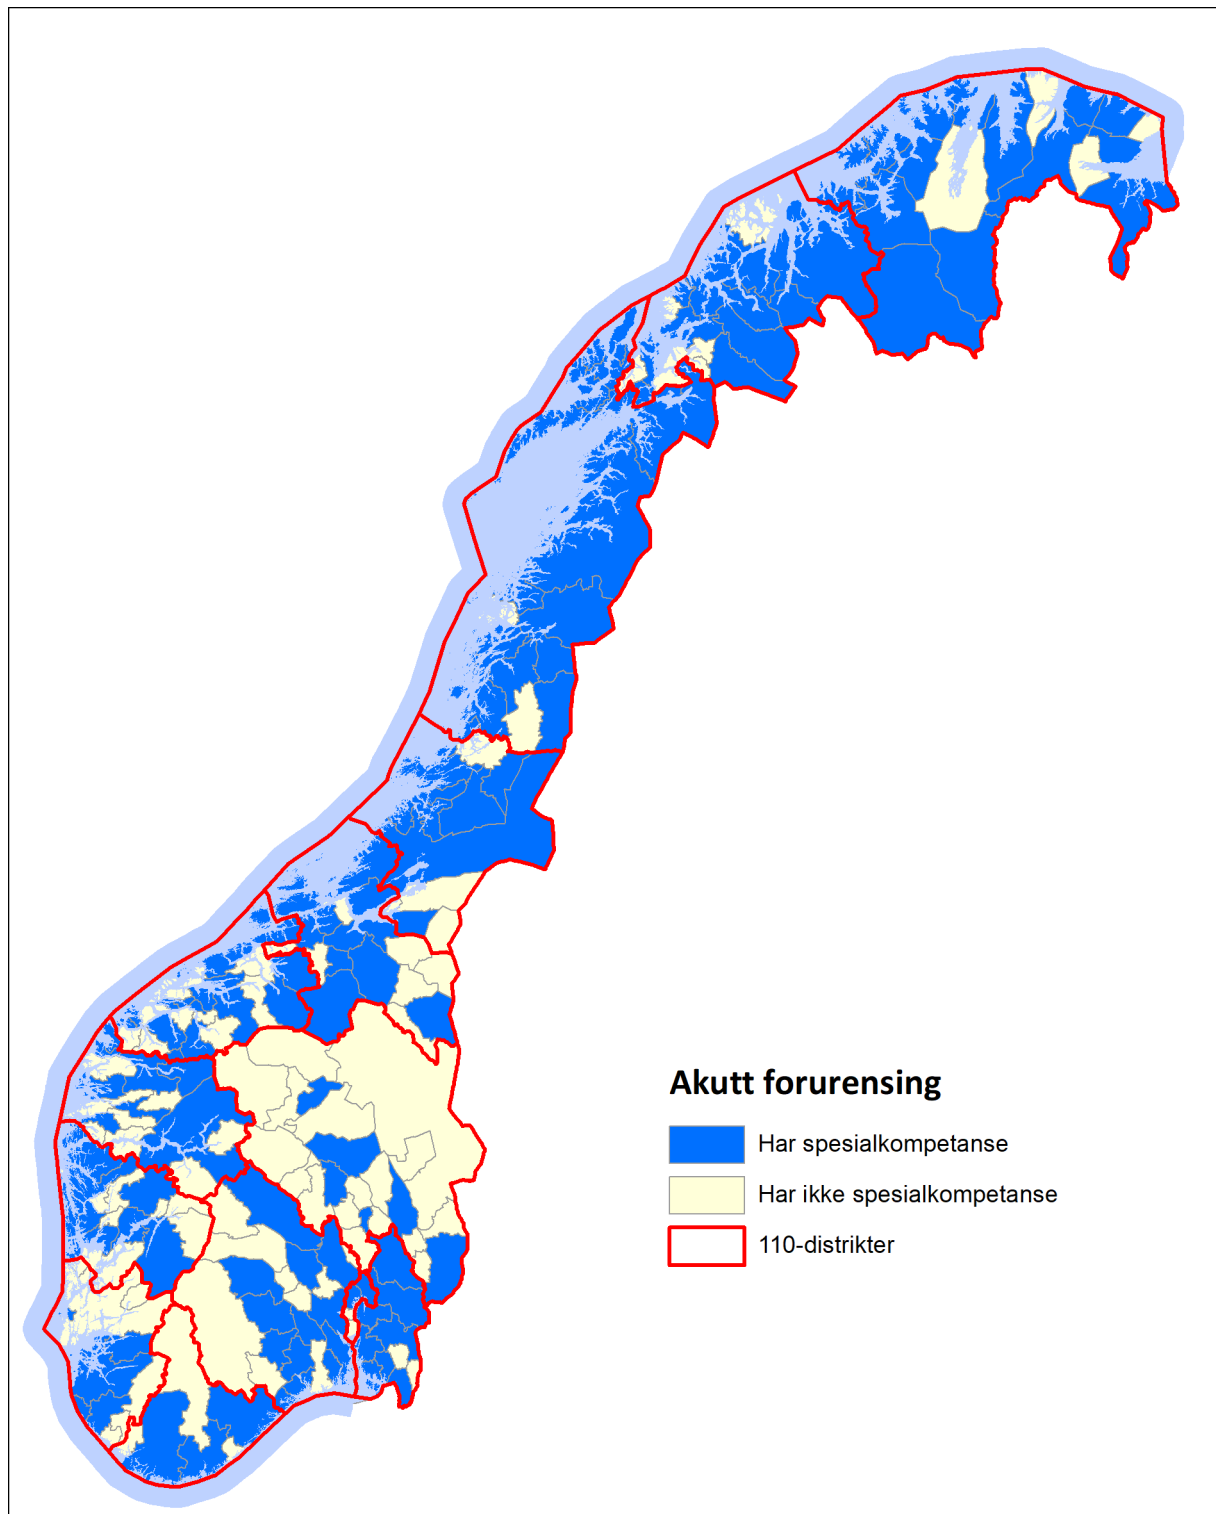 Akutt forurensing
Har spesialkompetanse
Har ikke spesialkompetanse
110-distrikter